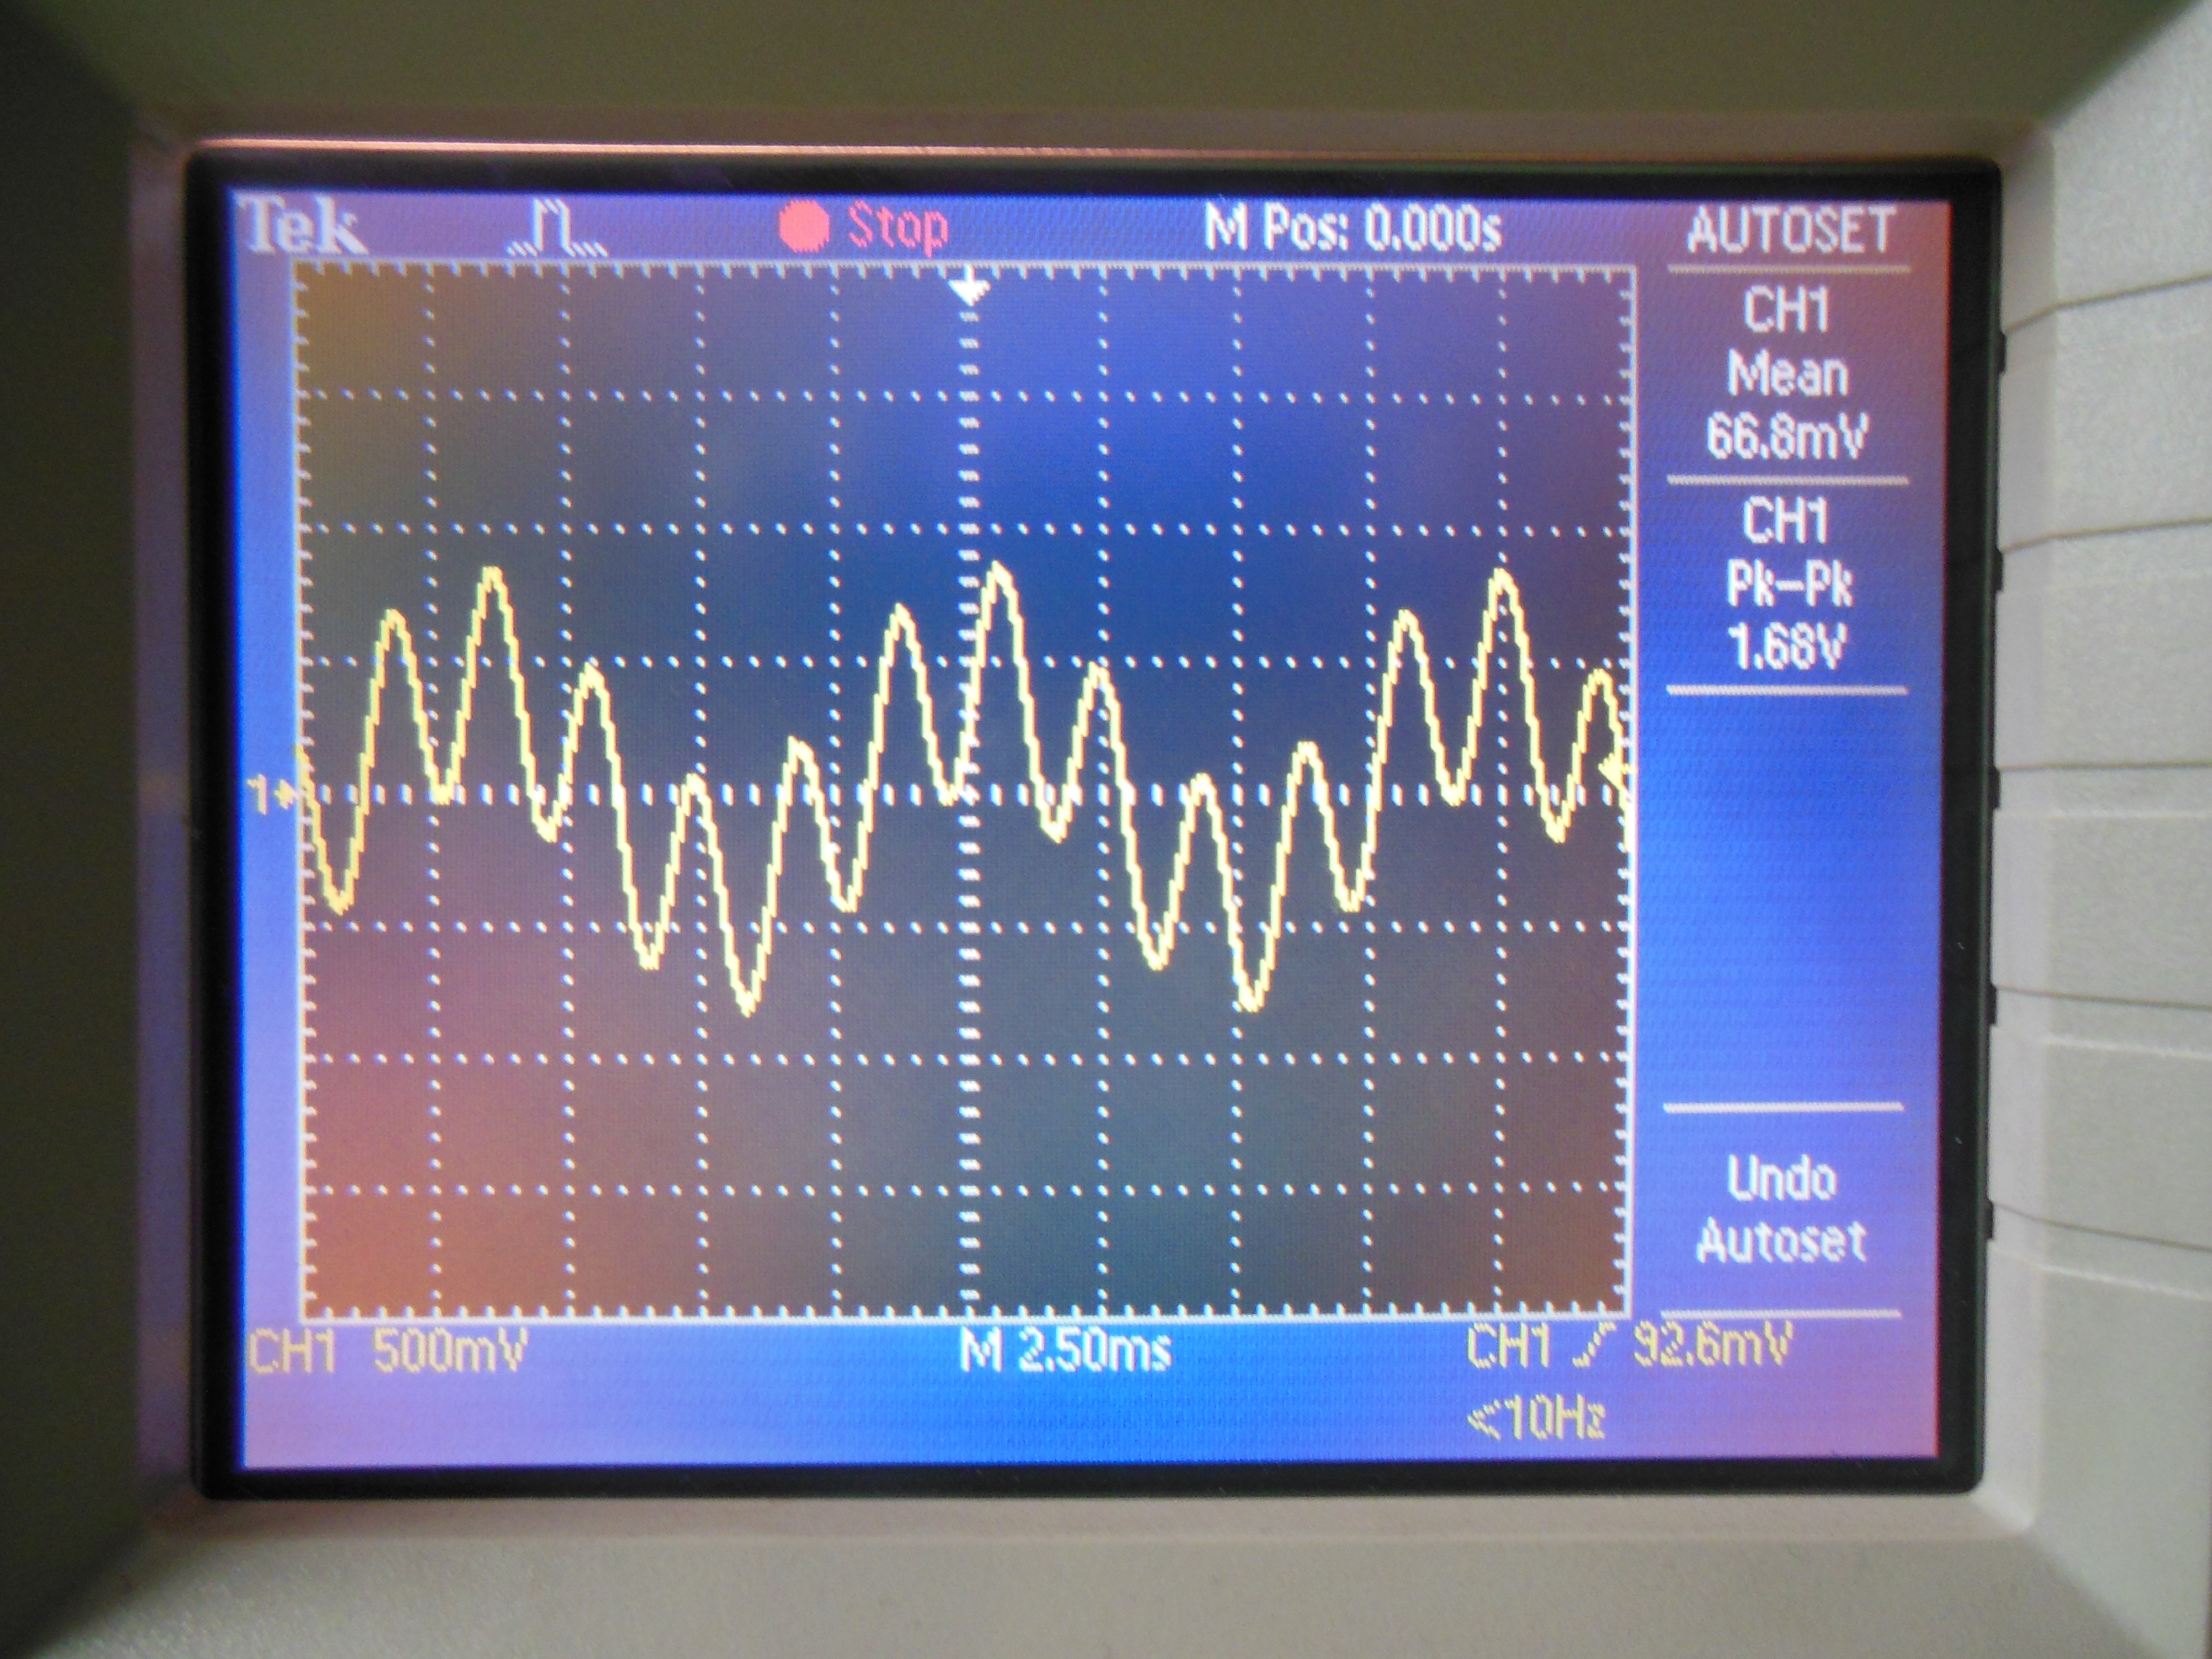 Tek Stop M Pos: 0.000s AUTOSET
CH1
Mean
66.8mV
CH1
Pk-Pk
1.68V
1
Undo
Autoset
CH1 500mV M 2.50ms CH1 92.6mV
<10Hz